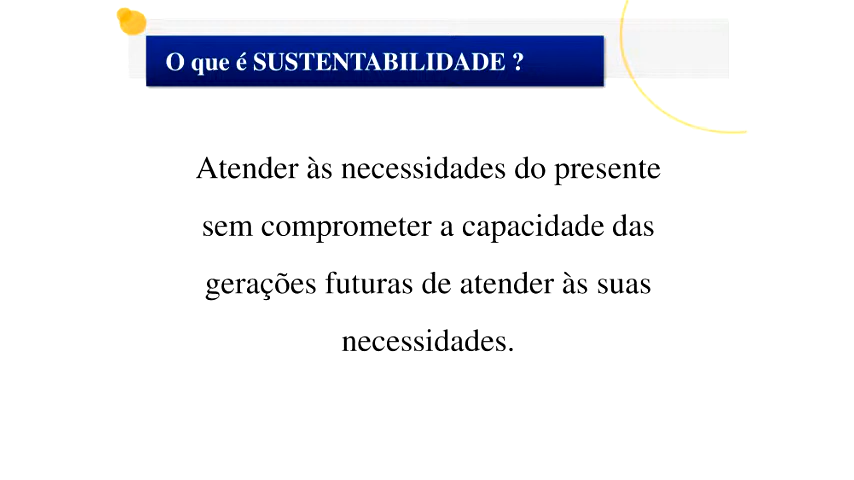 O que é SUSTENTABILIDADE ?
Atender às necessidades do presente
sem comprometer a capacidade das
gerações futuras de atender às suas
necessidades.